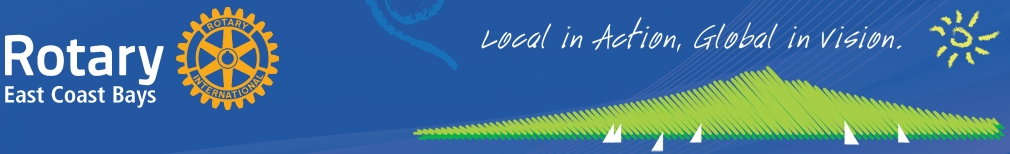 Rotary
East Coast Bays
ROTARY
INTERNATIONAL
Local in Action, Global in Vision.